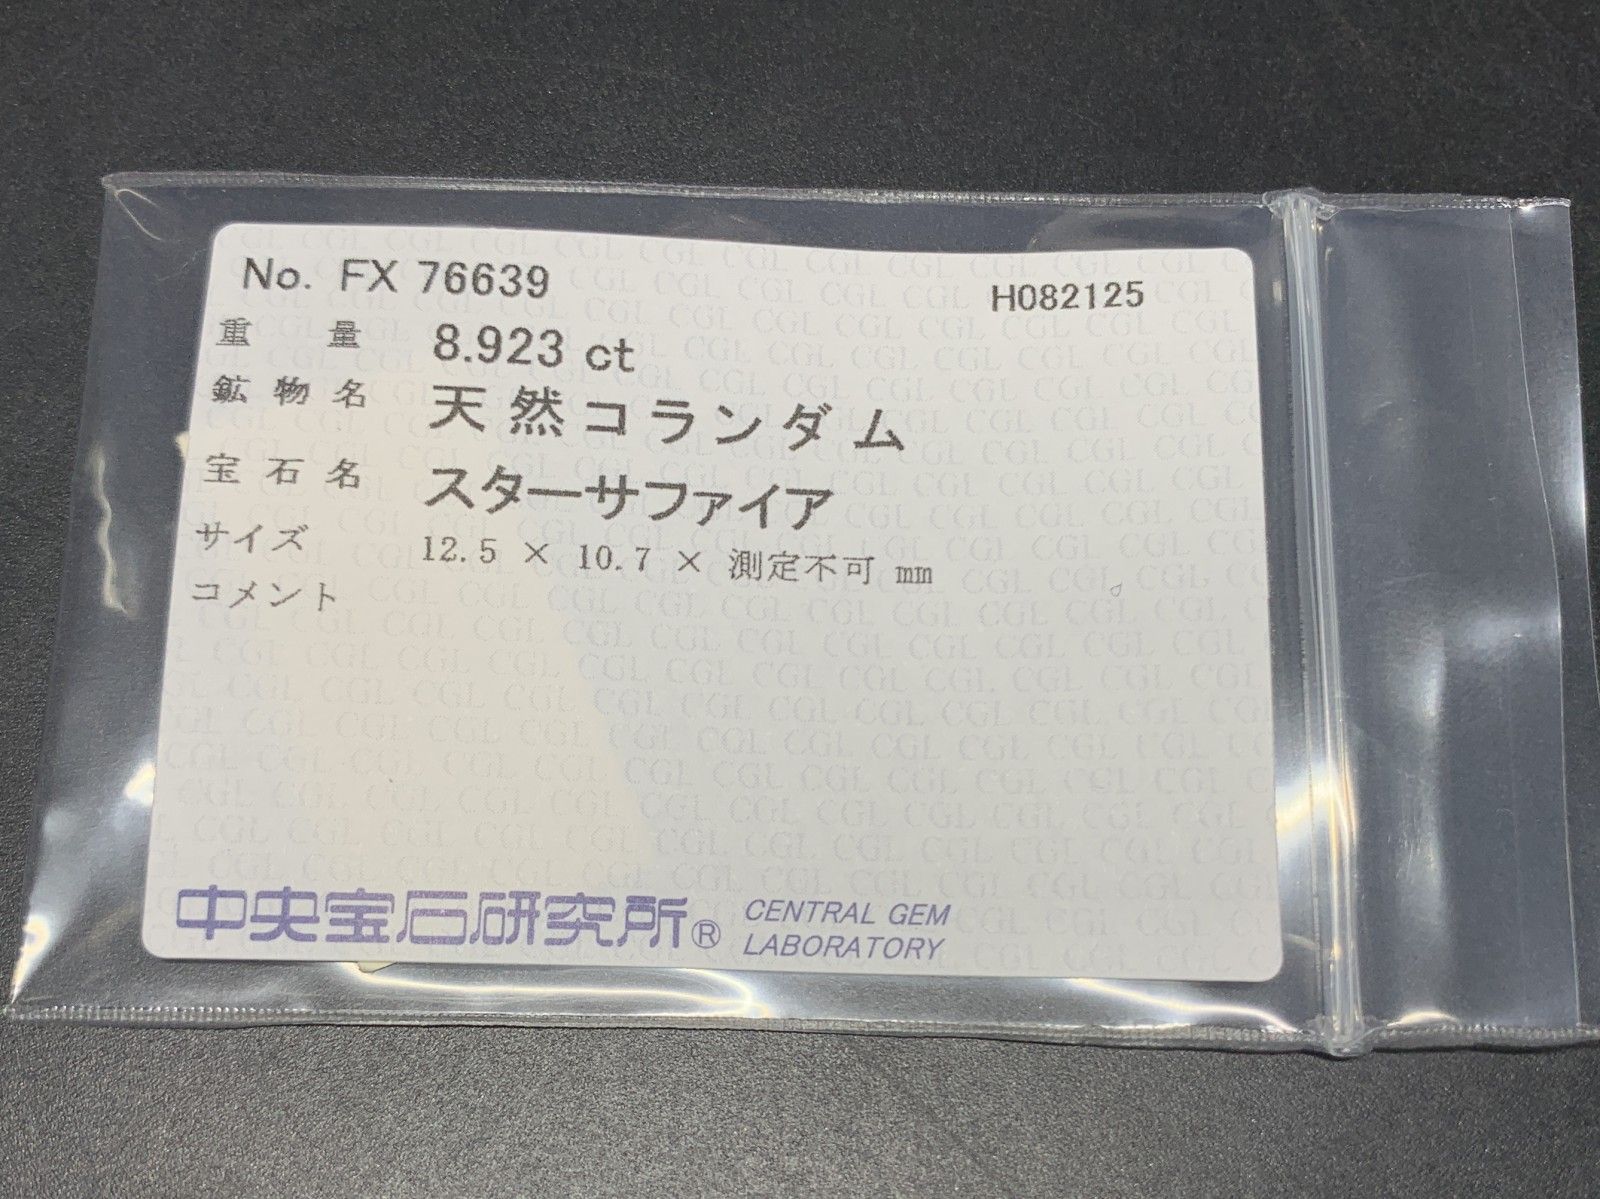 No. FX 76639 H082125
重量 8.923 ct
鉱物名 天然コランダム
宝石名 スターサファイア
サイズ 12.5 × 10.7 × 測定不可 mm
コメント
中央宝石研究所® CENTRAL GEM
LABORATORY